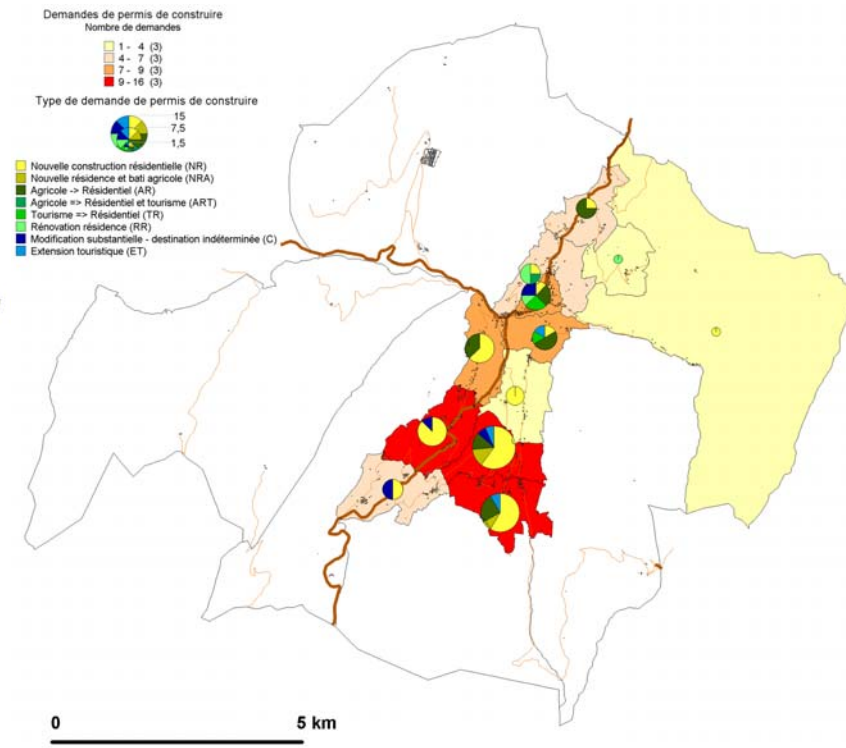 Demandes de permis de construire
Nombre de demandes
1 - 4 (3)
4 - 7 (3)
7 - 9 (3)
9 - 16 (3)
Type de demande de permis de construire
15
7,5
1,5
Nouvelle construction résidentielle (NR)
Nouvelle résidence et bati agricole (NRA)
Agricole -> Résidentiel (AR)
Agricole => Résidentiel et tourisme (ART)
Tourisme => Résidentiel (TR)
Rénovation résidence (RR)
Modification substantielle - destination indéterminée (C)
Extension touristique (ET)
0 5 km